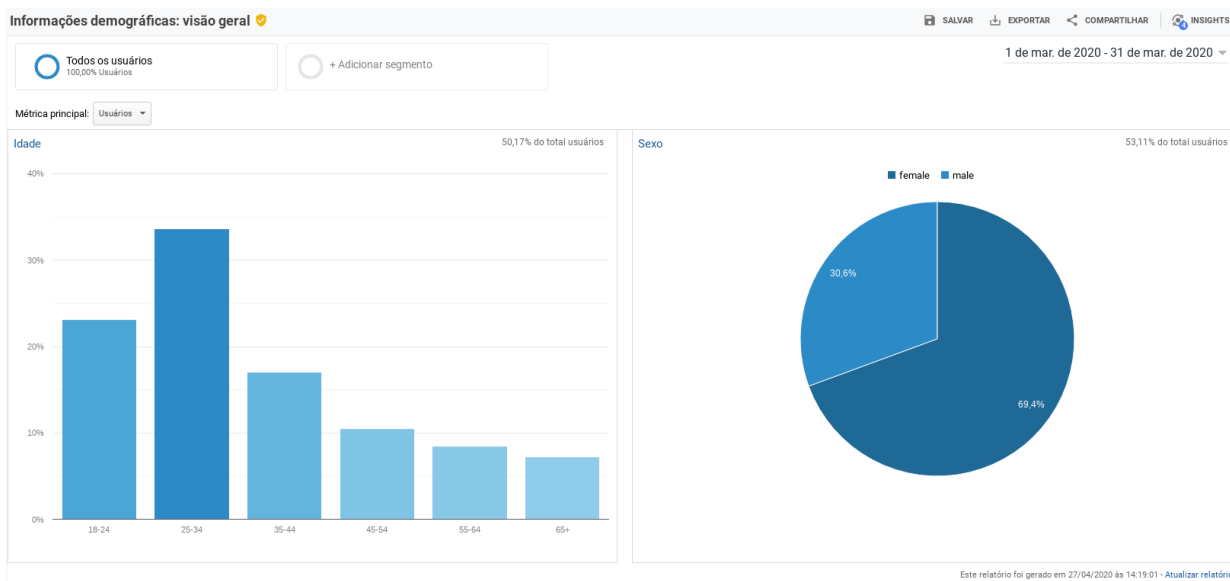 Informações demográficas: visão geral
SALVAR EXPORTAR COMPARTILHAR INSIGHTS
4
Todos os usuários
100,00% Usuários
+ Adicionar segmento
1 de mar. de 2020 - 31 de mar. de 2020
Métrica principal: Usuários
Idade
50,17% do total usuários
40%
30%
20%
10%
0%
18-24 25-34 35-44 45-54 55-64 65+
Sexo
53,11% do total usuários
female male
30,6%
69,4%
Este relatório foi gerado em 27/04/2020 às 14:19:01 - Atualizar relatório